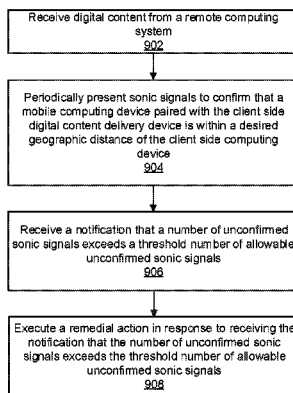 Receive digital content from a remote computing
system
902
Periodically present sonic signals to confirm that a
mobile computing device paired with the client side
digital content delivery device is within a desired
geographic distance of the client side computing
device
904
Receive a notification that a number of unconfirmed
sonic signals exceeds a threshold number of allowable
unconfirmed sonic signals
906
Execute a remedial action in response to receiving the
notification that the number of unconfirmed sonic
signals exceeds the threshold number of allowable
unconfirmed sonic signals
908